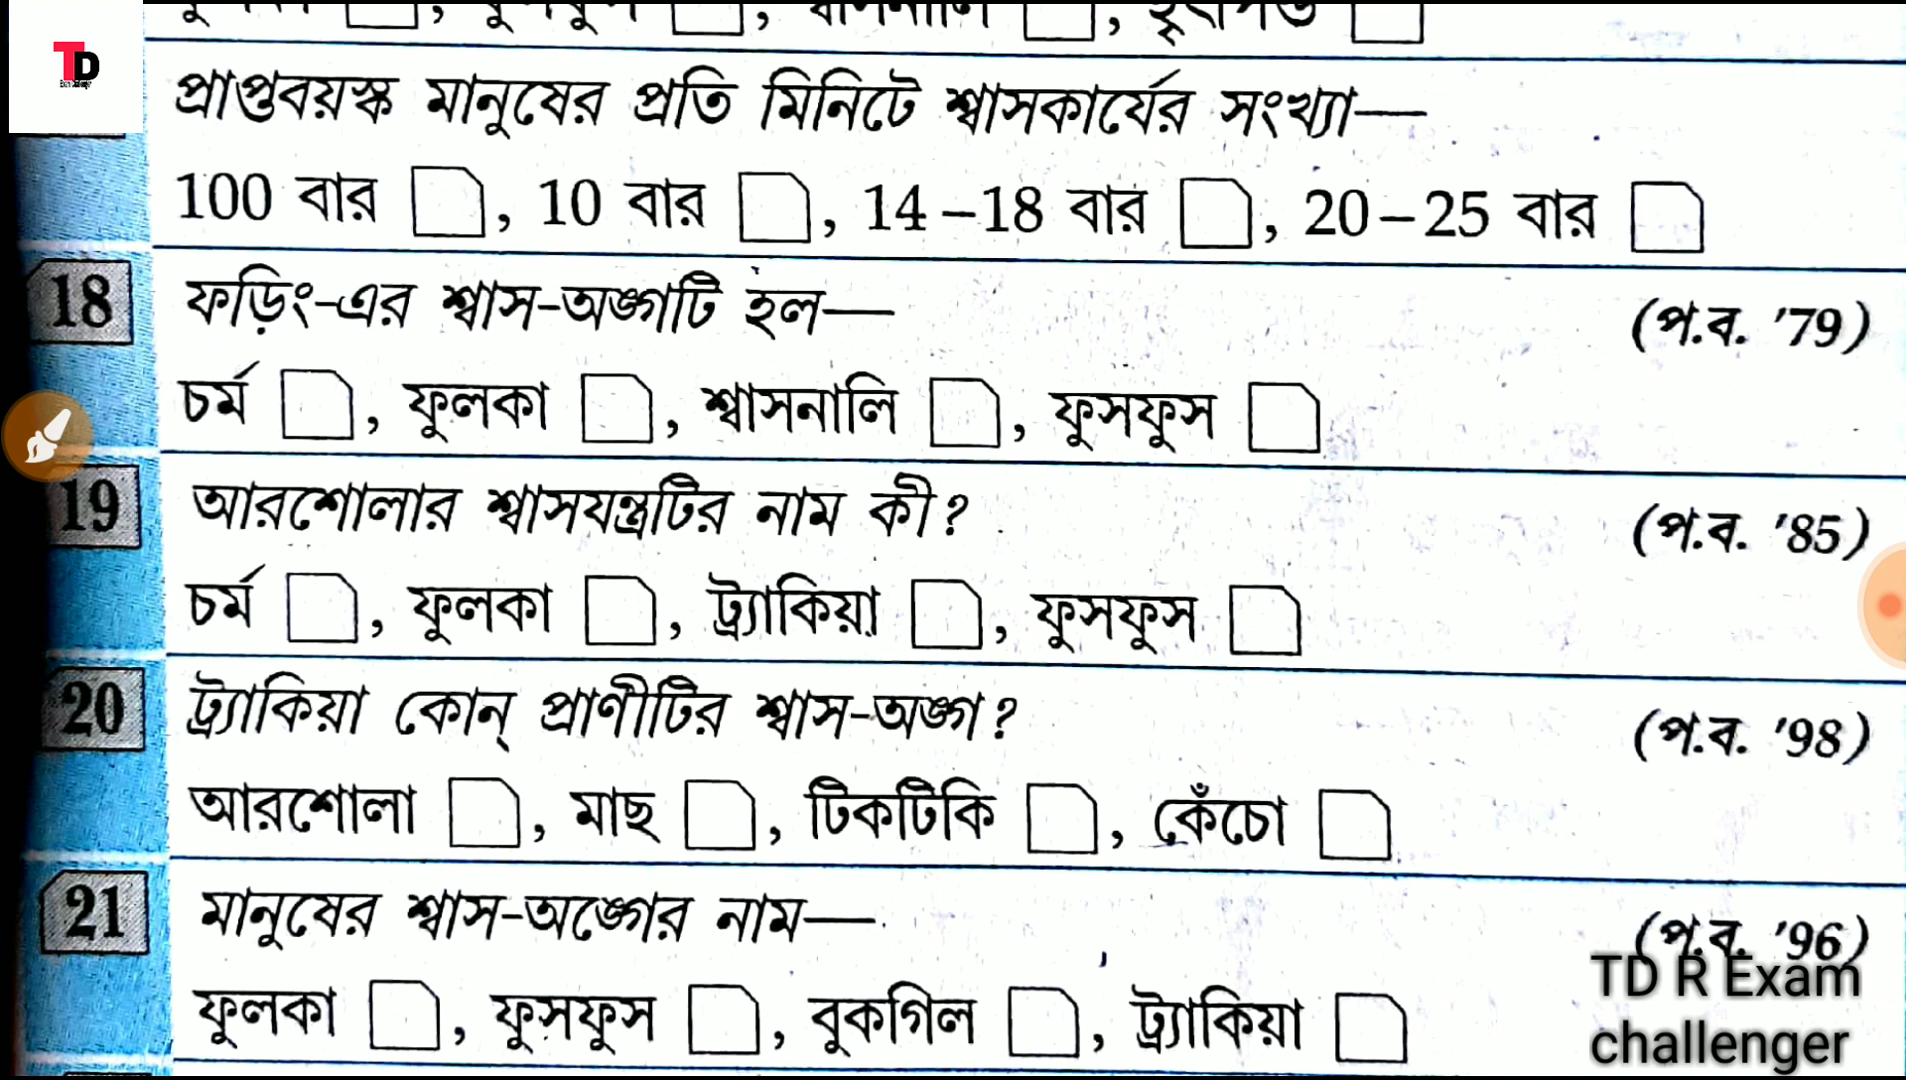 TD
প্রাপ্তবয়স্ক মানুষের প্রতি মিনিটে শ্বাসকার্যের সংখ্যা—
100 বার , 10 বার , 14–18 বার , 20–25 বার
18 ফড়িং-এর শ্বাস-অঙ্গটি হল— (প.ব. '79)
চর্ম , ফুলকা , শ্বাসনালি , ফুসফুস
19 আরশোলার শ্বাসযন্ত্রটির নাম কী? (প.ব. '85)
চর্ম , ফুলকা , ট্র্যাকিয়া , ফুসফুস
20 ট্র্যাকিয়া কোন্ প্রাণীটির শ্বাস-অঙ্গ? (প.ব. '98)
আরশোলা , মাছ , টিকটিকি , কেঁচো
21 মানুষের শ্বাস-অঙ্গের নাম— (প.ব. '96)
ফুলকা , ফুসফুস , বুকগিল , ট্র্যাকিয়া
TD R Exam
challenger